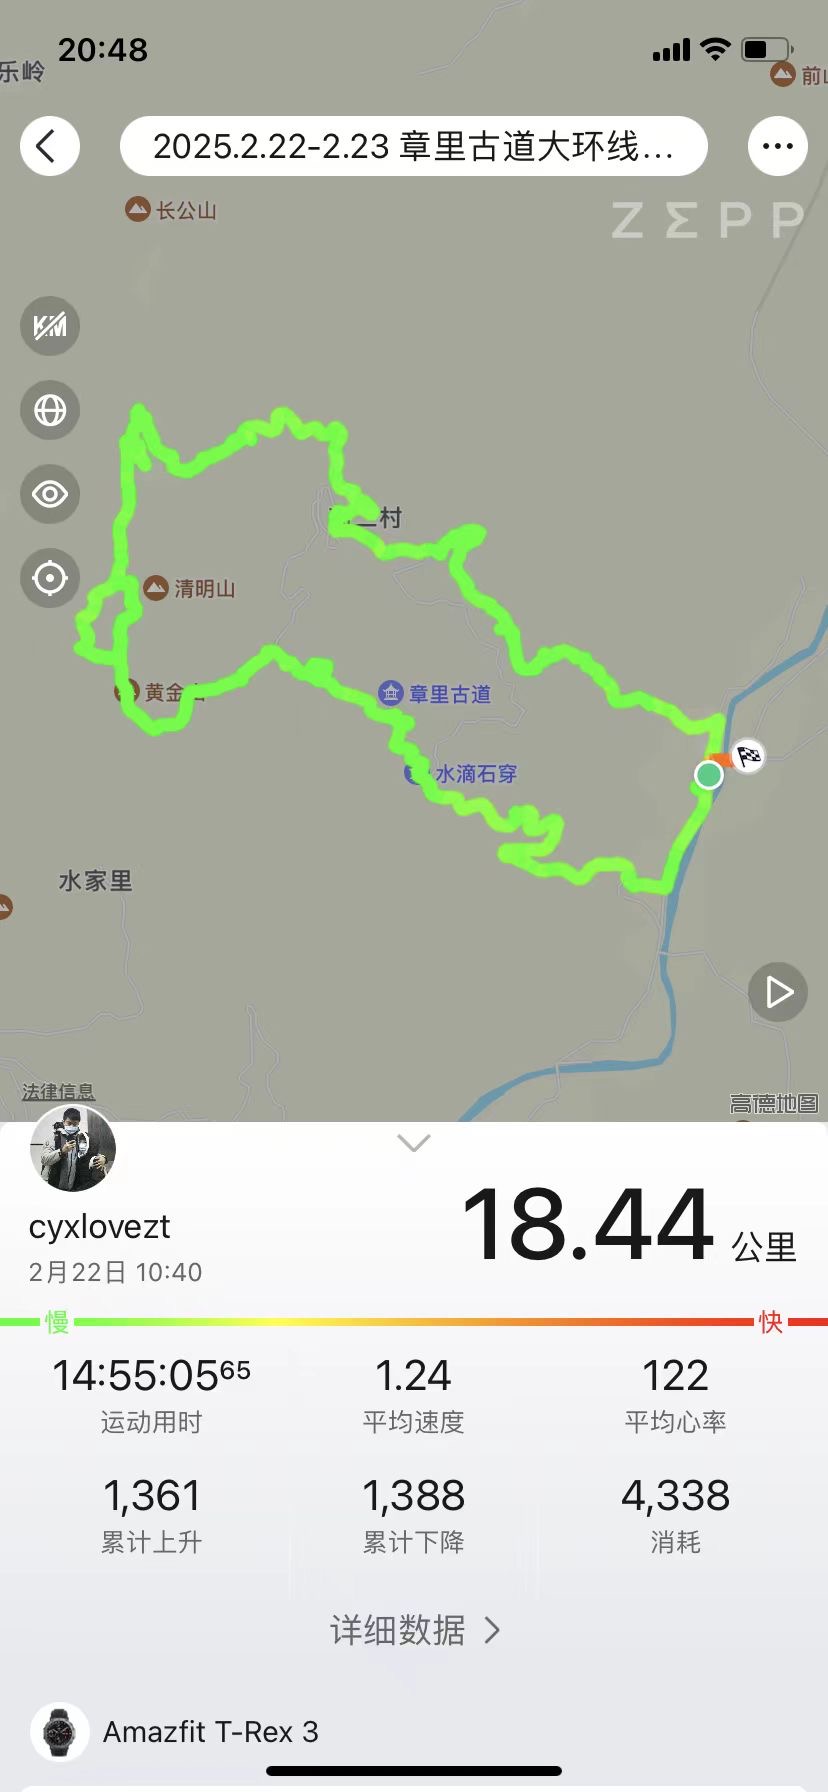 20:48
乐岭
前山
2025.2.22-2.23 章里古道大环线...
长公山
ZEPP
KM
村
清明山
黄金
章里古道
水滴石穿
水家里
法律信息
高德地图
cyxlovezt
18.44 公里
2月22日 10:40
慢 快
14:55:05⁶⁵ 1.24 122
运动用时 平均速度 平均心率
1,361 1,388 4,338
累计上升 累计下降 消耗
详细数据
Amazfit T-Rex 3